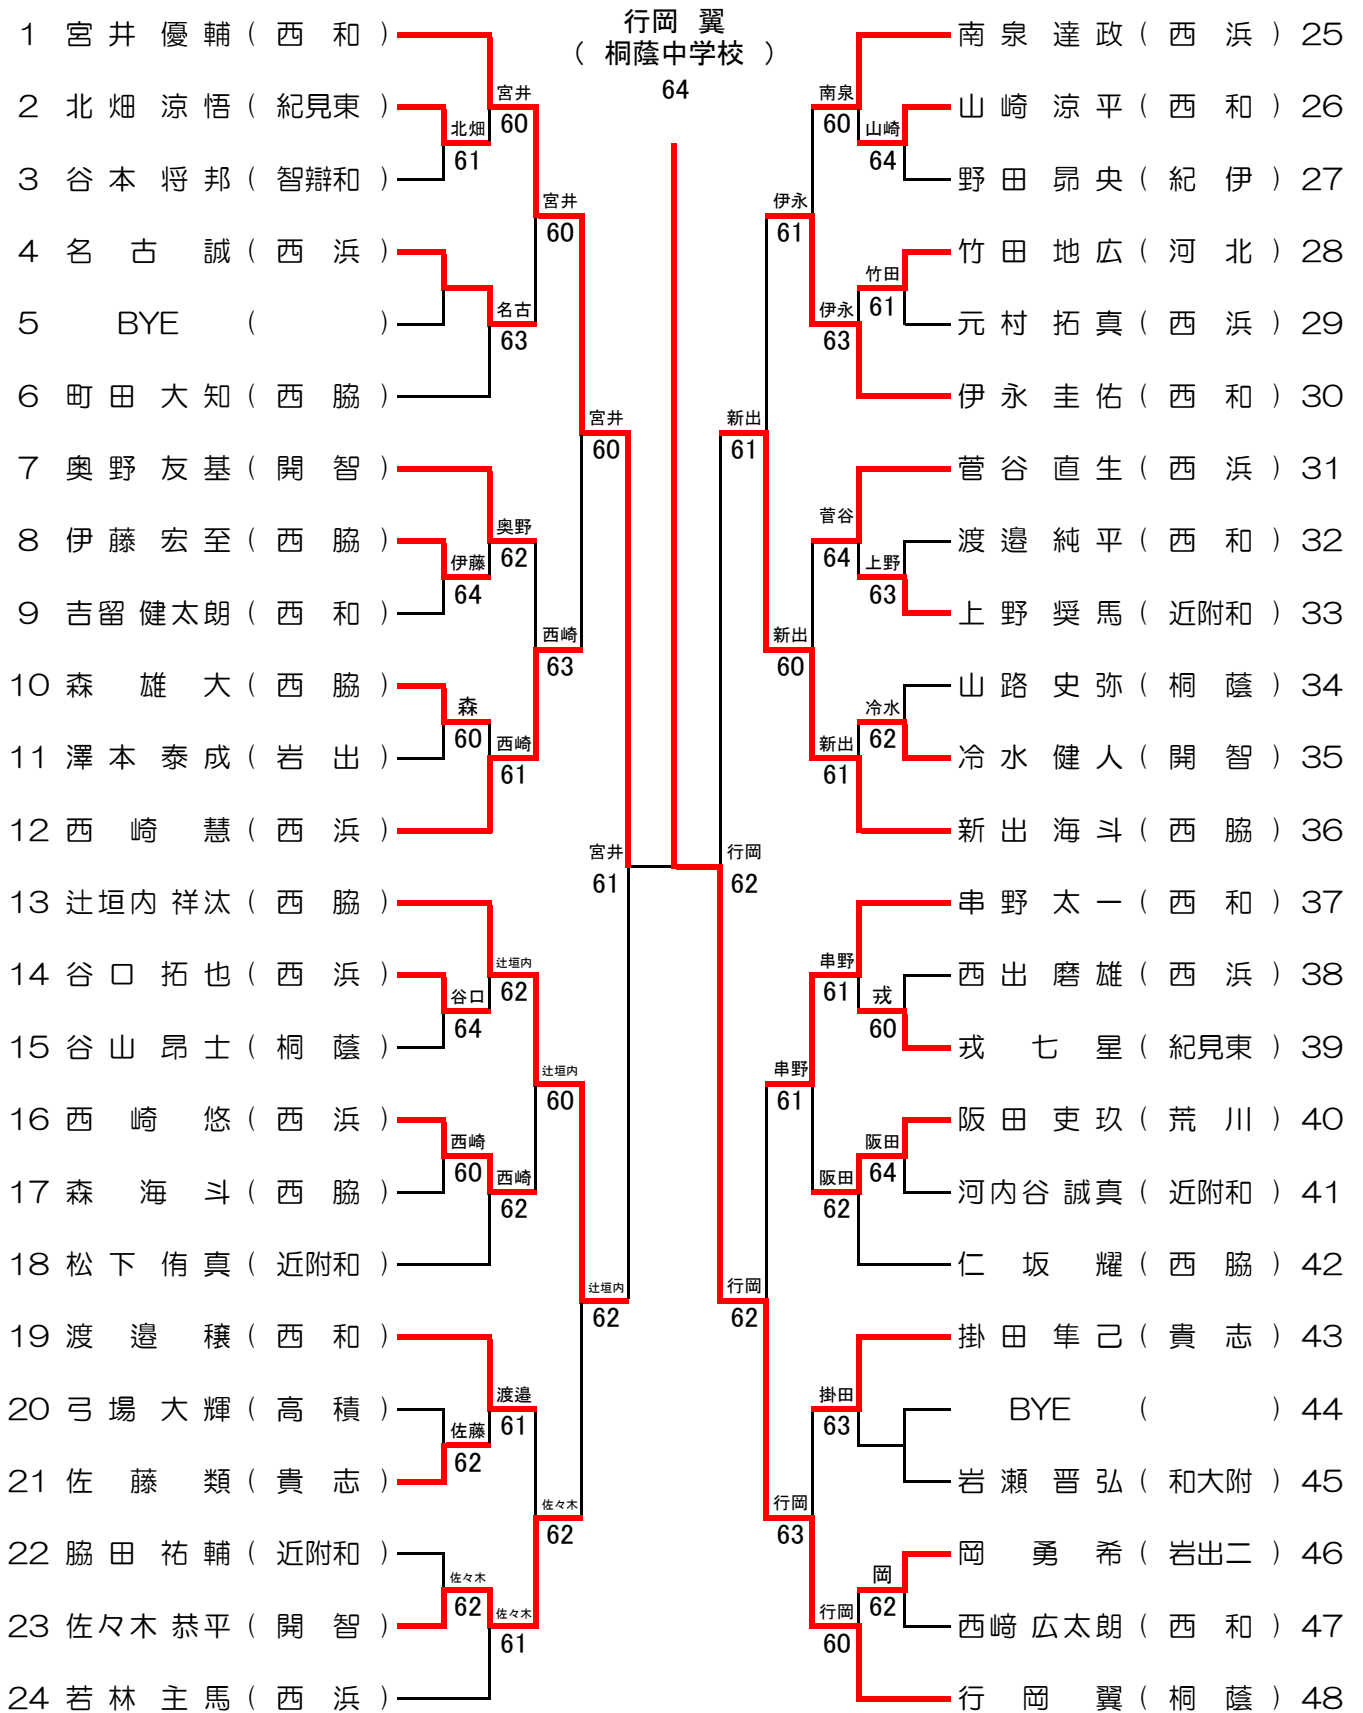 行岡 翼
( 桐蔭中学校 )
64
1 宮井 優輔 ( 西 和 )
2 北畑 涼悟 ( 紀見東 )
3 谷本 将邦 ( 智辯和 )
4 名古 誠 ( 西 浜 )
5 BYE ( )
6 町田 大知 ( 西 脇 )
7 奥野 友基 ( 開 智 )
8 伊藤 宏至 ( 西 脇 )
9 吉留 健太朗 ( 西 和 )
10 森 雄大 ( 西 脇 )
11 澤本 泰成 ( 岩 出 )
12 西崎 慧 ( 西 浜 )
13 辻垣内 祥汰 ( 西 脇 )
14 谷口 拓也 ( 西 浜 )
15 谷山 昂士 ( 桐 蔭 )
16 西崎 悠 ( 西 浜 )
17 森 海斗 ( 西 脇 )
18 松下 侑真 ( 近附和 )
19 渡邉 穣 ( 西 和 )
20 弓場 大輝 ( 高 積 )
21 佐藤 類 ( 貴 志 )
22 脇田 祐輔 ( 近附和 )
23 佐々木 恭平 ( 開 智 )
24 若林 主馬 ( 西 浜 )
北畑
61
伊藤
64
森
60
谷口
64
西崎
60
佐藤
62
佐々木
62
宮井
60
名古
63
奥野
62
西崎
61
辻垣内
62
西崎
62
渡邉
61
佐々木
61
宮井
60
西崎
63
辻垣内
60
佐々木
62
宮井
60
辻垣内
62
宮井
61
行岡
62
新出
61
行岡
62
伊永
61
新出
60
串野
61
行岡
63
南泉
60
伊永
63
菅谷
64
新出
61
串野
61
阪田
62
掛田
63
行岡
60
山崎
64
竹田
61
上野
63
冷水
62
戎
60
阪田
64
岡
62
南泉 達政 ( 西 浜 ) 25
山崎 涼平 ( 西 和 ) 26
野田 昴央 ( 紀 伊 ) 27
竹田 地広 ( 河 北 ) 28
元村 拓真 ( 西 浜 ) 29
伊永 圭佑 ( 西 和 ) 30
菅谷 直生 ( 西 浜 ) 31
渡邉 純平 ( 西 和 ) 32
上野 奨馬 ( 近附和 ) 33
山路 史弥 ( 桐 蔭 ) 34
冷水 健人 ( 開 智 ) 35
新出 海斗 ( 西 脇 ) 36
串野 太一 ( 西 和 ) 37
西出 磨雄 ( 西 浜 ) 38
戎 七星 ( 紀見東 ) 39
阪田 吏玖 ( 荒 川 ) 40
河内谷 誠真 ( 近附和 ) 41
仁坂 耀 ( 西 脇 ) 42
掛田 隼己 ( 貴 志 ) 43
BYE ( ) 44
岩瀬 晋弘 ( 和大附 ) 45
岡 勇希 ( 岩出二 ) 46
西﨑 広太朗 ( 西 和 ) 47
行岡 翼 ( 桐 蔭 ) 48